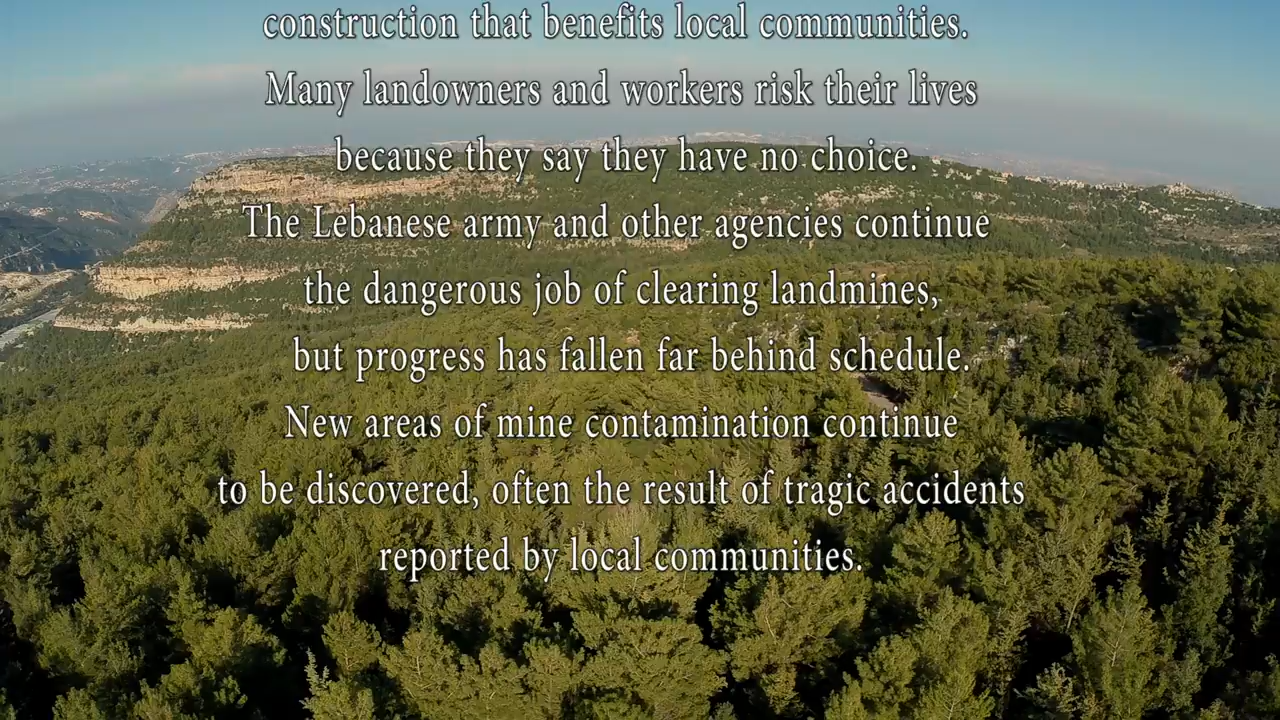 construction that benefits local communities.
Many landowners and workers risk their lives
because they say they have no choice.
The Lebanese army and other agencies continue
the dangerous job of clearing landmines,
but progress has fallen far behind schedule.
New areas of mine contamination continue
to be discovered, often the result of tragic accidents
reported by local communities.